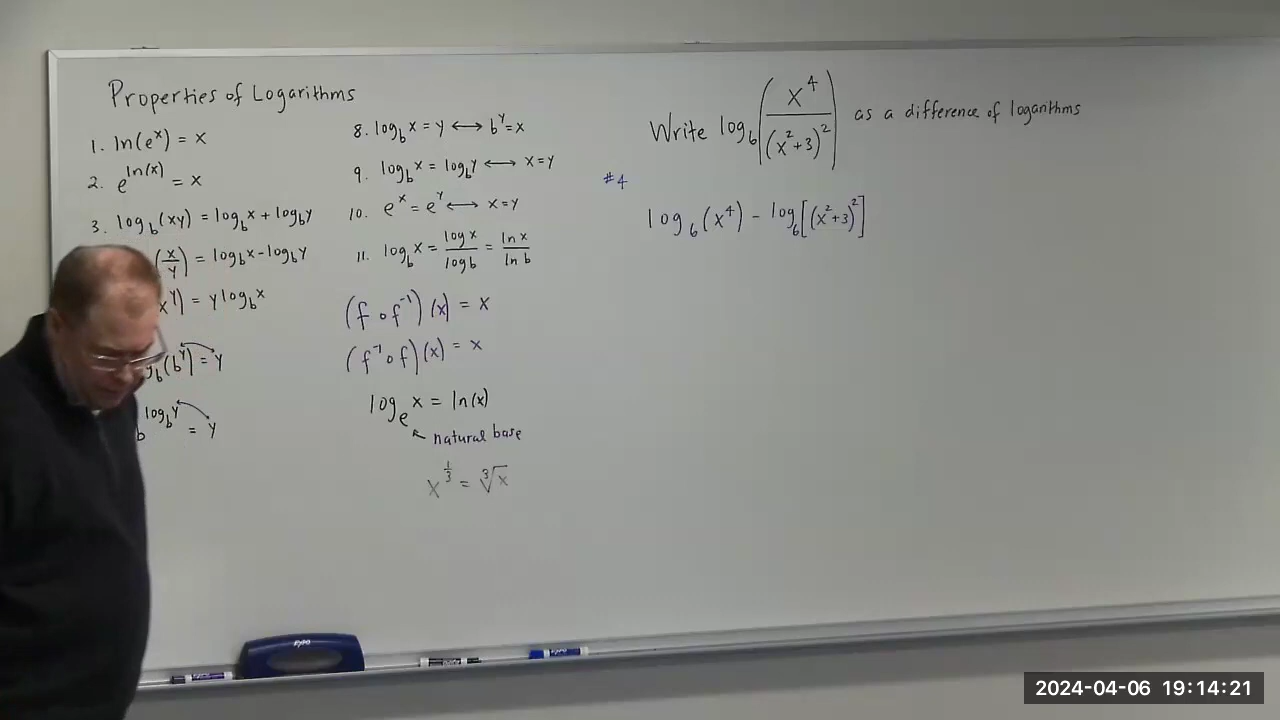 Properties of Logarithms
1. ln(e^x) = x
2. e^ln(x) = x
3. log_b(xy) = log_b x + log_b y
(x/y) = log_b x - log_b y
x^y) = y log_b x
g_b(b^y) = y
b^log_b y = y
8. log_b x = y ⟷ b^y = x
9. log_b x = log_b y ⟷ x = y
10. e^x = e^y ⟷ x = y
11. log_b x = log x / log b = ln x / ln b
(f ∘ f^-1)(x) = x
(f^-1 ∘ f)(x) = x
log_e x = ln(x)
↖ natural base
x^(1/3) = ∛x
Write log_6(x^4 / (x^2+3)^2) as a difference of logarithms
#4
log_6(x^4) - log_6[(x^2+3)^2]
EXPO
2024-04-06 19:14:21